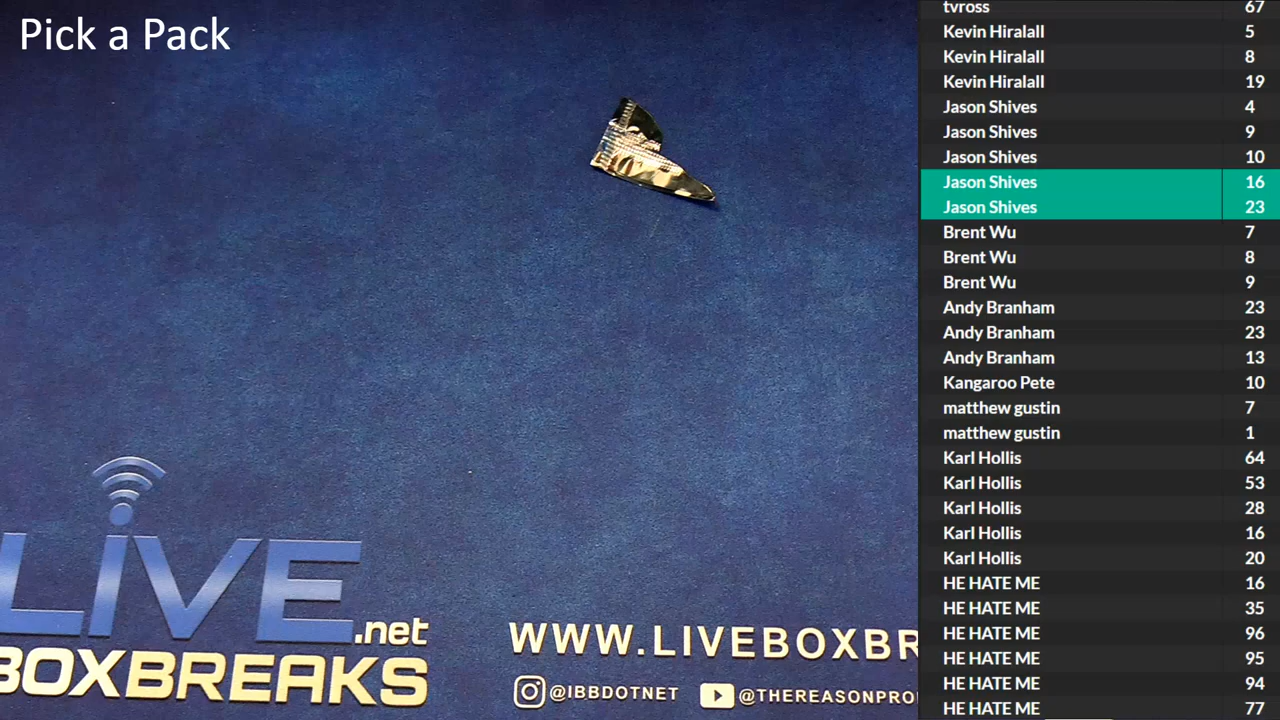 Pick a Pack
LIVE
.net
BOXBREAKS
WWW.LIVEBOXBR
@IBBDOTNET
@THEREASONPRO
tvross 67
Kevin Hiralall 5
Kevin Hiralall 8
Kevin Hiralall 19
Jason Shives 4
Jason Shives 9
Jason Shives 10
Jason Shives 16
Jason Shives 23
Brent Wu 7
Brent Wu 8
Brent Wu 9
Andy Branham 23
Andy Branham 23
Andy Branham 13
Kangaroo Pete 10
matthew gustin 7
matthew gustin 1
Karl Hollis 64
Karl Hollis 53
Karl Hollis 28
Karl Hollis 16
Karl Hollis 20
HE HATE ME 16
HE HATE ME 35
HE HATE ME 96
HE HATE ME 95
HE HATE ME 94
HE HATE ME 77